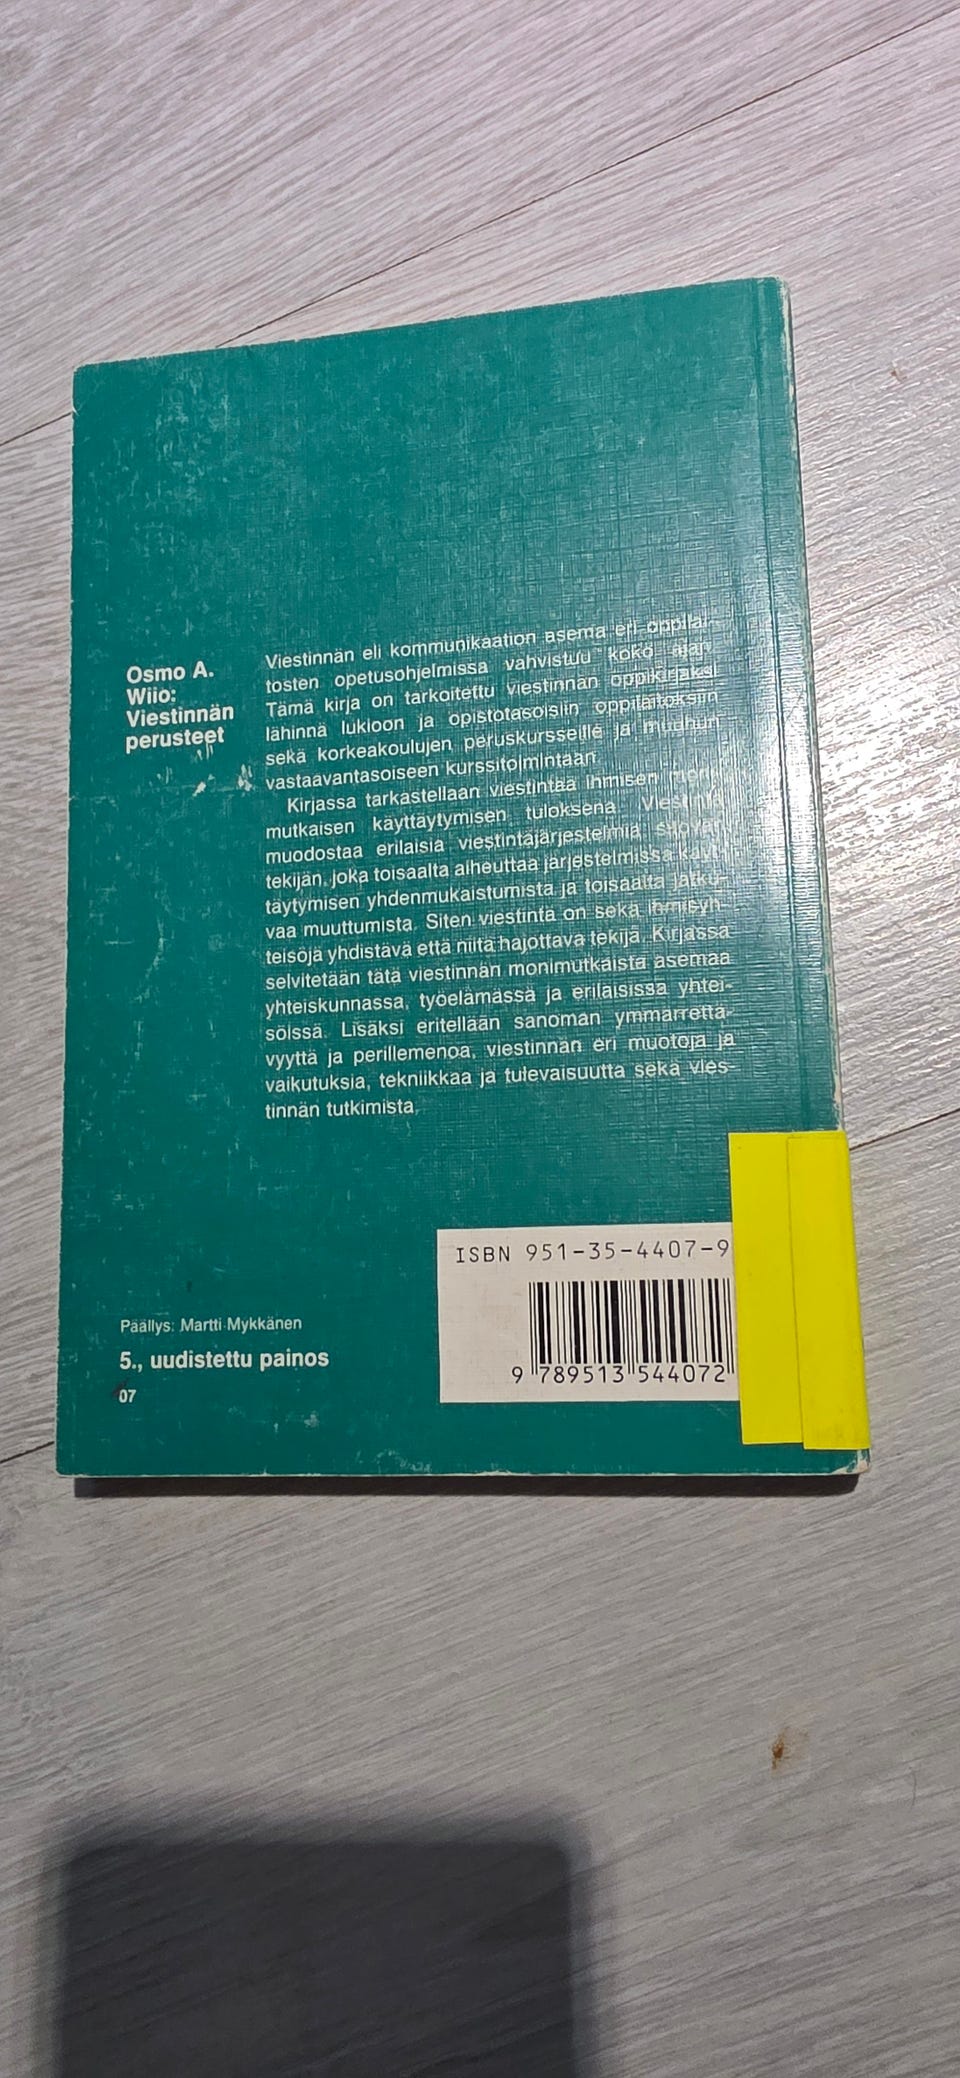 Osmo A.
Wiio:
Viestinnän
perusteet
Viestinnän eli kommunikaation asema eri oppilai-
tosten opetusohjelmissa vahvistuu koko ajan.
Tämä kirja on tarkoitettu viestinnän oppikirjaksi
lähinnä lukioon ja opistotasoisiin oppilaitoksiin
sekä korkeakoulujen peruskursseille ja muuhun
vastaavantasoiseen kurssitoimintaan.
Kirjassa tarkastellaan viestintää ihmisen moni-
mutkaisen käyttäytymisen tuloksena. Viestintä
muodostaa erilaisia viestintäjärjestelmiä
tekijän, joka toisaalta aiheuttaa järjestelmissä käyt-
täytymisen yhdenmukaistumista ja toisaalta jatku-
vaa muuttumista. Siten viestintä on sekä ihmisyh-
teisöjä yhdistävä että niitä hajottava tekijä. Kirjassa
selvitetään tätä viestinnän monimutkaista asemaa
yhteiskunnassa, työelämässä ja erilaisissa yhtei-
söissä. Lisäksi eritellään sanoman ymmärrettä-
vyyttä ja perillemenoa, viestinnän eri muotoja ja
vaikutuksia, tekniikkaa ja tulevaisuutta sekä vies-
tinnän tutkimista.
ISBN 951-35-4407-9
9 789513 544072
Päällys: Martti Mykkänen
5., uudistettu painos
07